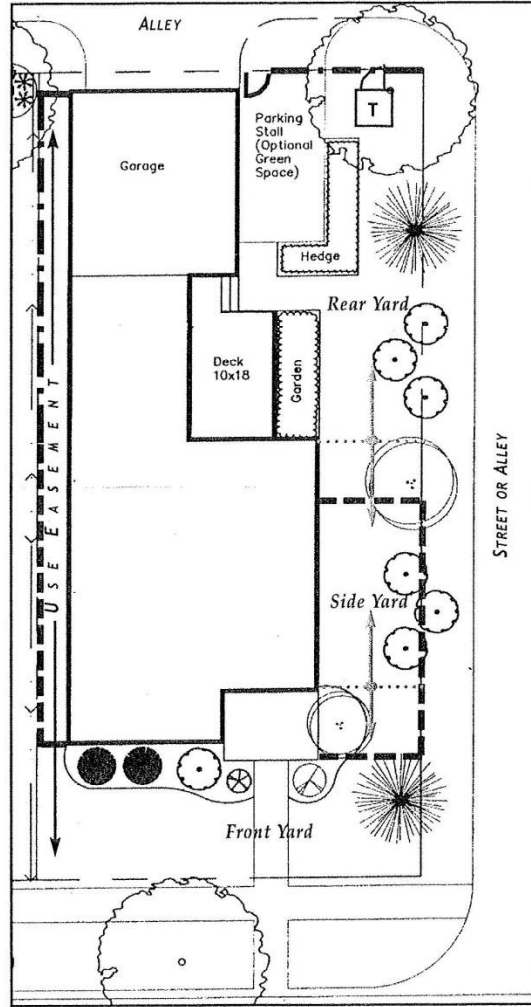 ALLEY
T
Parking
Stall
(Optional
Green
Space)
Garage
Hedge
Rear Yard
Deck
10x18
Garden
USE EASEMENT
STREET OR ALLEY
Side Yard
Front Yard